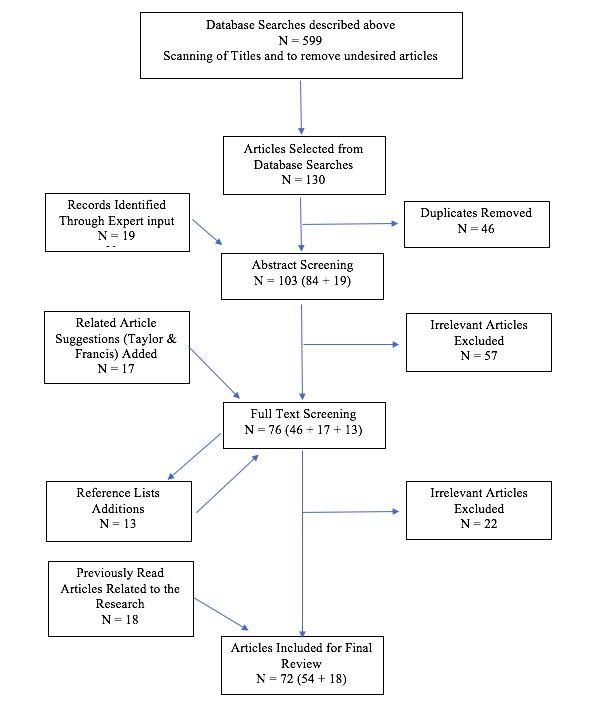 Database Searches described above
N = 599
Scanning of Titles and to remove undesired articles
Articles Selected from
Database Searches
N = 130
Records Identified
Through Expert input
N = 19
Duplicates Removed
N = 46
Abstract Screening
N = 103 (84 + 19)
Related Article
Suggestions (Taylor &
Francis) Added
N = 17
Irrelevant Articles
Excluded
N = 57
Full Text Screening
N = 76 (46 + 17 + 13)
Reference Lists
Additions
N = 13
Irrelevant Articles
Excluded
N = 22
Previously Read
Articles Related to the
Research
N = 18
Articles Included for Final
Review
N = 72 (54 + 18)